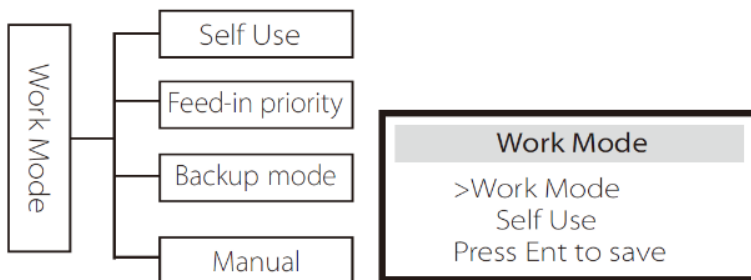 Work Mode
Self Use
Feed-in priority
Backup mode
Manual
Work Mode
>Work Mode
Self Use
Press Ent to save